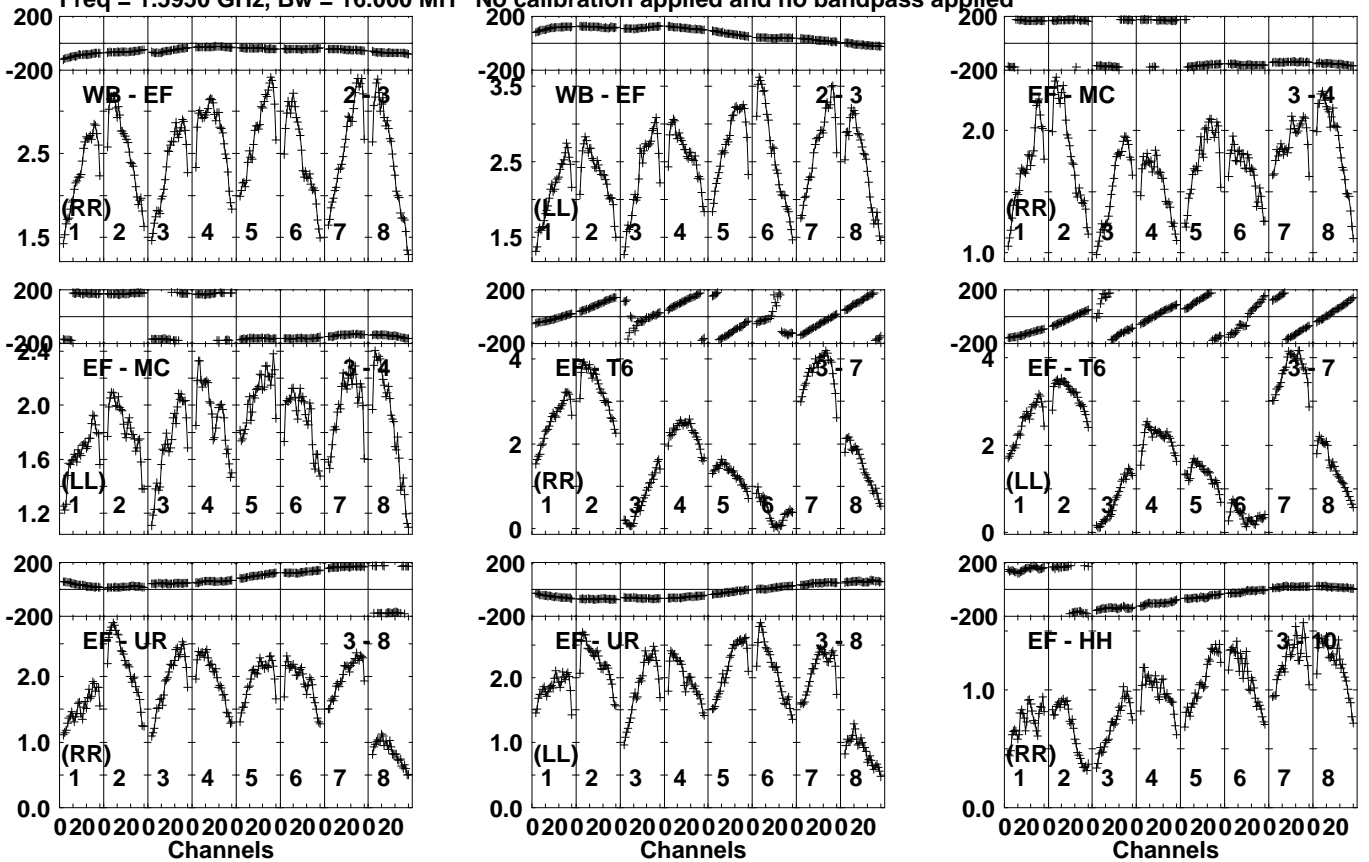 Freq = 1.5950 GHz, Bw = 16.000 MH No calibration applied and no bandpass applied
200
-200
WB - EF 2 - 3
2.5
1.5
(RR)
1 2 3 4 5 6 7 8
200
-200
3.5
WB - EF 2 - 3
2.5
1.5
(LL)
1 2 3 4 5 6 7 8
200
-200
EF - MC 3 - 4
2.0
1.0
(RR)
1 2 3 4 5 6 7 8
200
-200
2.4
EF - MC 3 - 4
2.0
1.6
1.2
(LL)
1 2 3 4 5 6 7 8
200
-200
4
EF - T6 3 - 7
2
0
(RR)
1 2 3 4 5 6 7 8
200
-200
4
EF - T6 3 - 7
2
0
(LL)
1 2 3 4 5 6 7 8
200
-200
EF - UR 3 - 8
2.0
1.0
0.0
(RR)
1 2 3 4 5 6 7 8
0 20 0 20 0 20 0 20 0 20 0 20 0 20 0 20
Channels
200
-200
EF - UR 3 - 8
2.0
1.0
0.0
(LL)
1 2 3 4 5 6 7 8
0 20 0 20 0 20 0 20 0 20 0 20 0 20 0 20
Channels
200
-200
EF - HH 3 - 10
1.0
0.0
(RR)
1 2 3 4 5 6 7 8
0 20 0 20 0 20 0 20 0 20 0 20 0 20 0 20
Channels